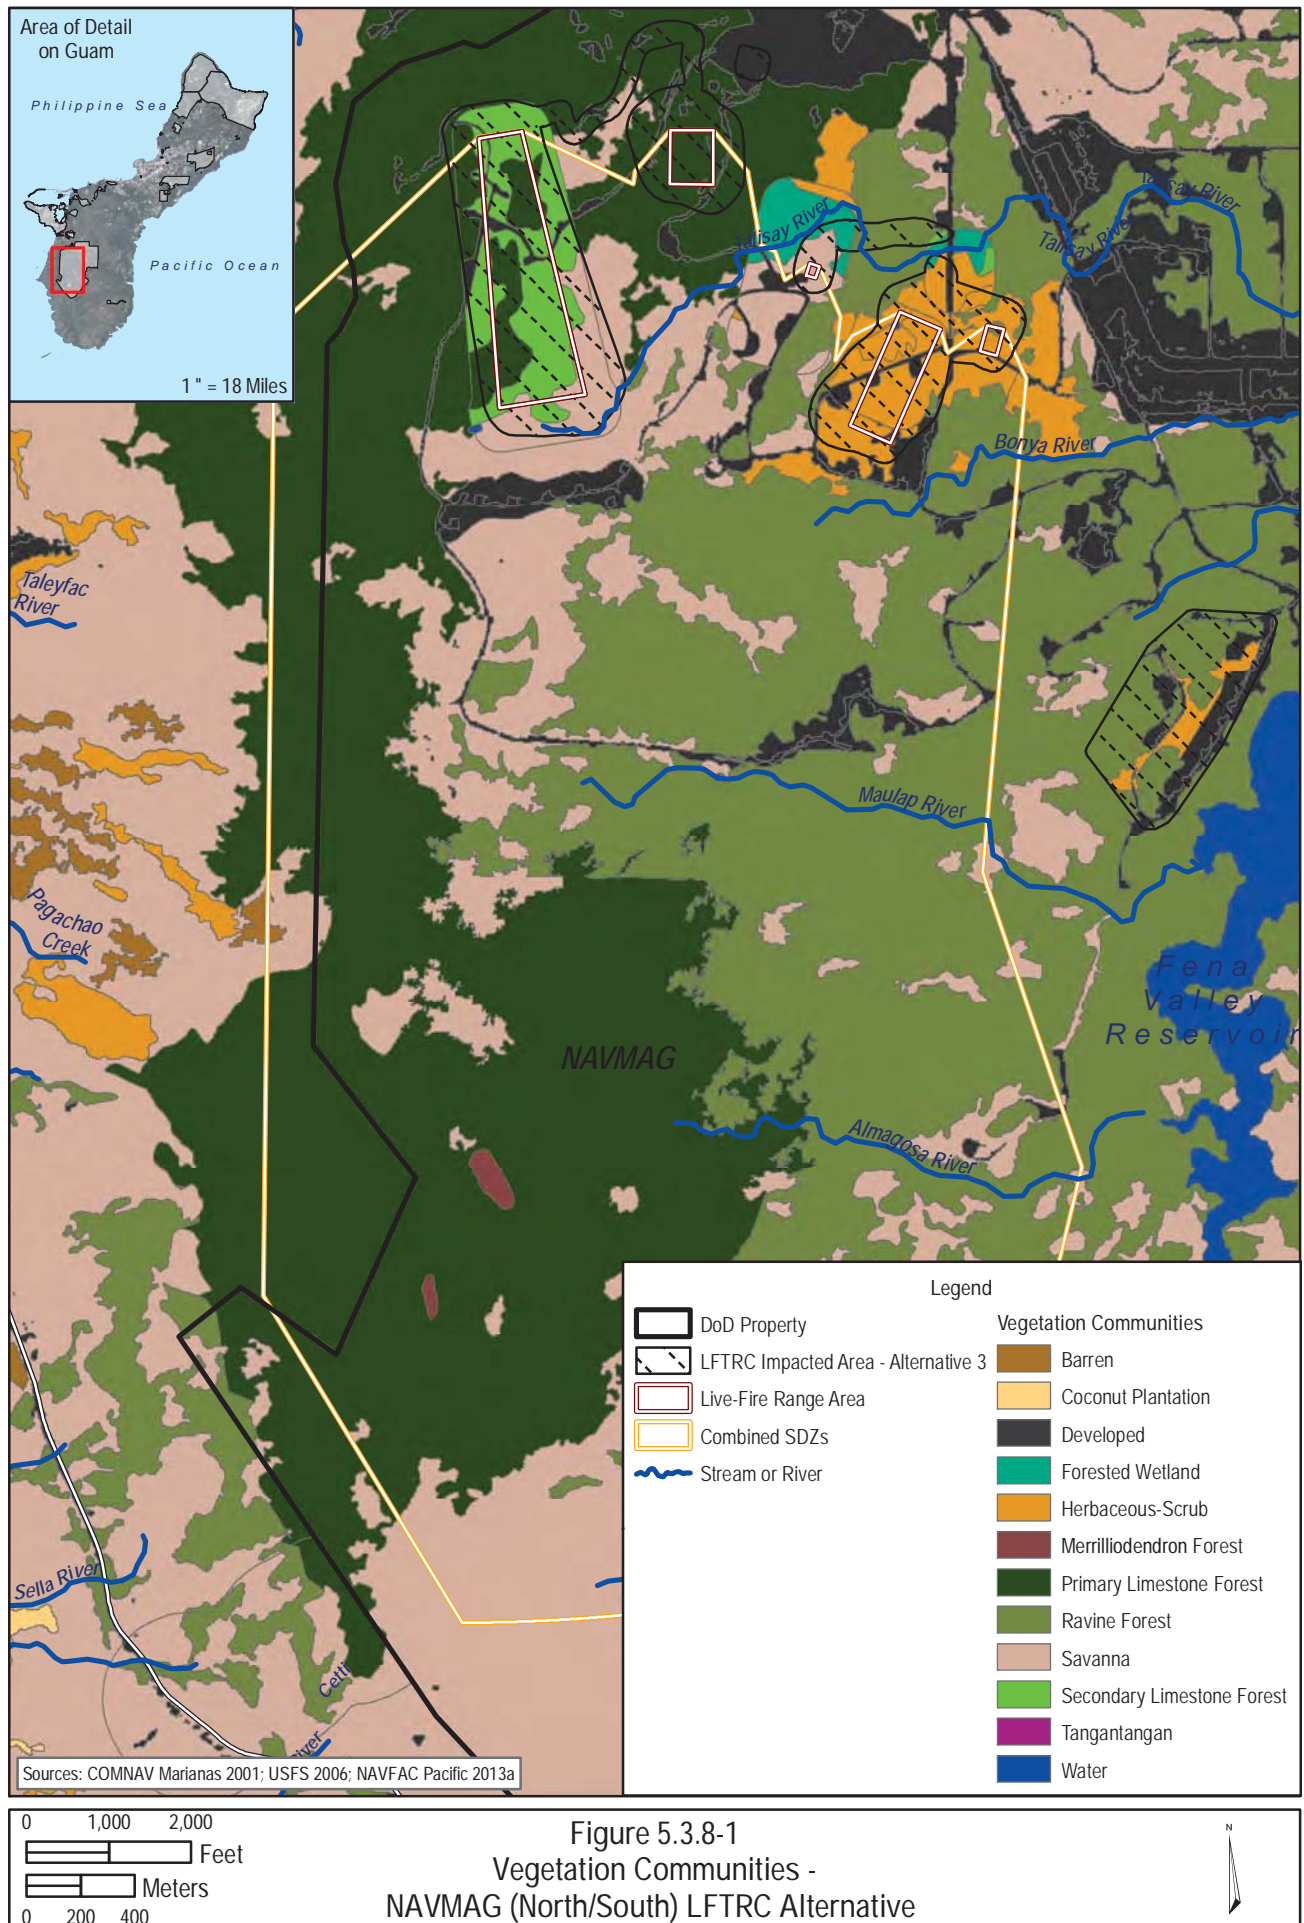 Area of Detail
on Guam
Philippine Sea
Pacific Ocean
1" = 18 Miles
Talisay River
Talisay River
Talisay River
Bonya River
Taleyfac
River
Maulap River
Pagachao
Creek
Fena
Valley
Reservoir
NAVMAG
Almagosa River
Sella River
Cetti
River
Legend
DoD Property
LFTRC Impacted Area - Alternative 3
Live-Fire Range Area
Combined SDZs
Stream or River
Vegetation Communities
Barren
Coconut Plantation
Developed
Forested Wetland
Herbaceous-Scrub
Merrilliodendron Forest
Primary Limestone Forest
Ravine Forest
Savanna
Secondary Limestone Forest
Tangantangan
Water
Sources: COMNAV Marianas 2001; USFS 2006; NAVFAC Pacific 2013a
0 1,000 2,000
Feet
Meters
0 200 400
Figure 5.3.8-1
Vegetation Communities -
NAVMAG (North/South) LFTRC Alternative
N